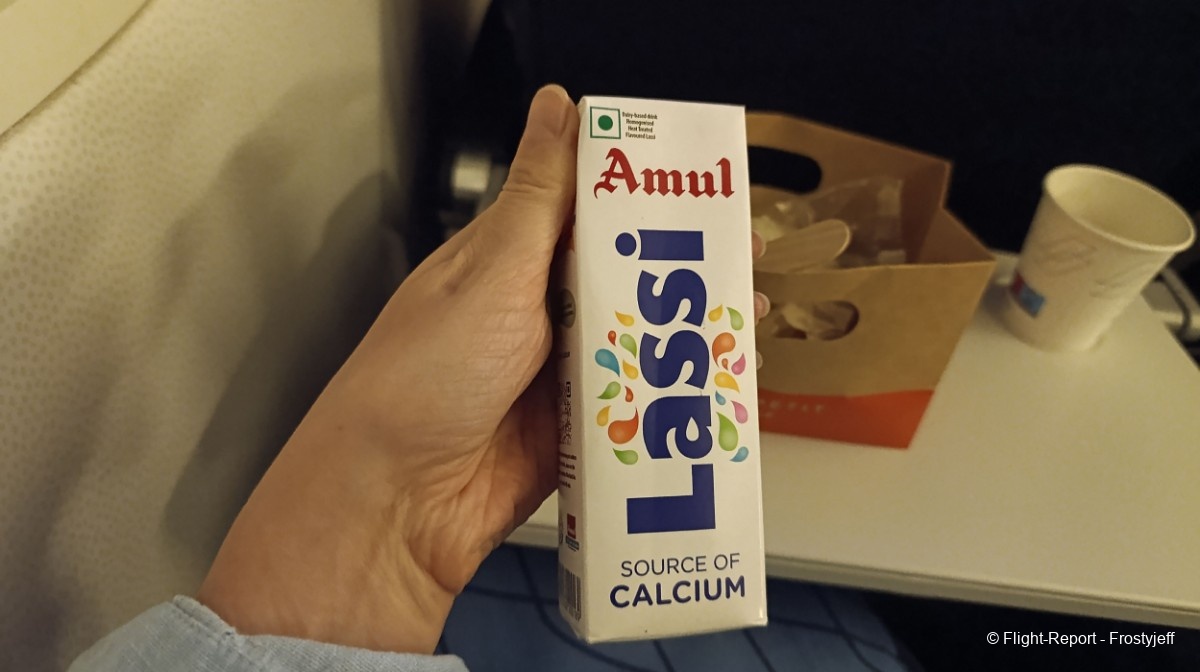 Dairy-based drink
Homogenised
Heat Treated
Flavoured Lassi
Amul
Lassi
SOURCE OF
CALCIUM
© Flight-Report - Frostyjeff